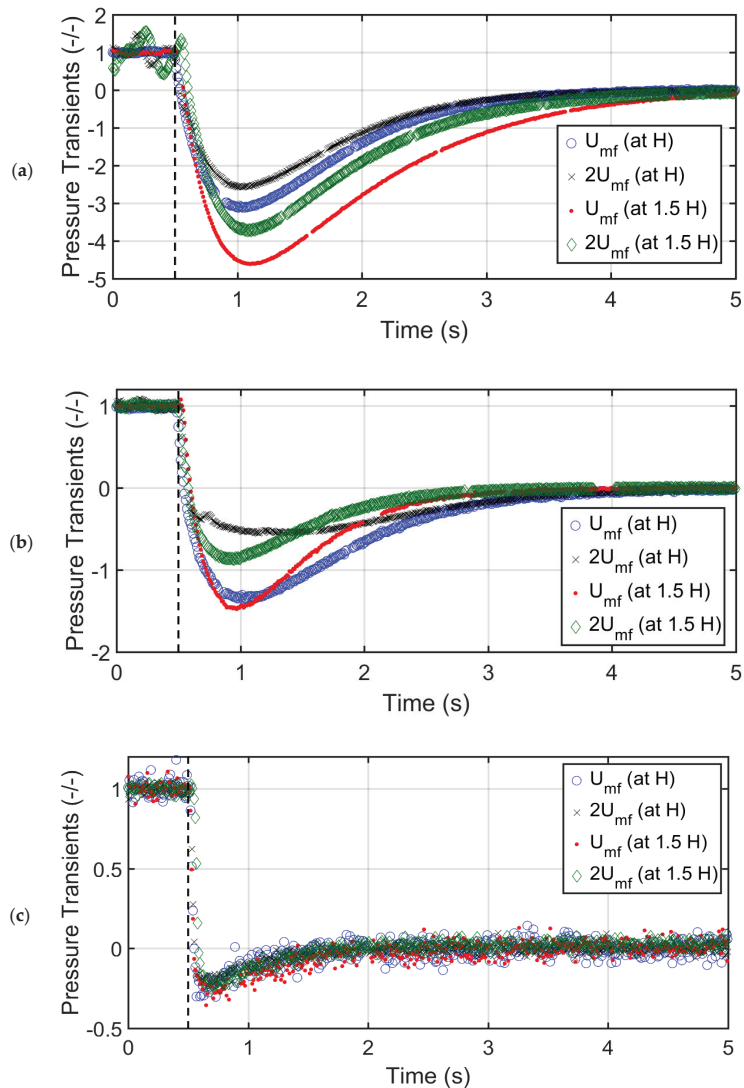 2
1
0
-1
-2
-3
-4
-5
Pressure Transients (-/-)
(a)
U_mf (at H)
2U_mf (at H)
U_mf (at 1.5 H)
2U_mf (at 1.5 H)
0 1 2 3 4 5
Time (s)
1
0
-1
-2
Pressure Transients (-/-)
(b)
U_mf (at H)
2U_mf (at H)
U_mf (at 1.5 H)
2U_mf (at 1.5 H)
0 1 2 3 4 5
Time (s)
1
0.5
0
-0.5
Pressure Transients (-/-)
(c)
U_mf (at H)
2U_mf (at H)
U_mf (at 1.5 H)
2U_mf (at 1.5 H)
0 1 2 3 4 5
Time (s)